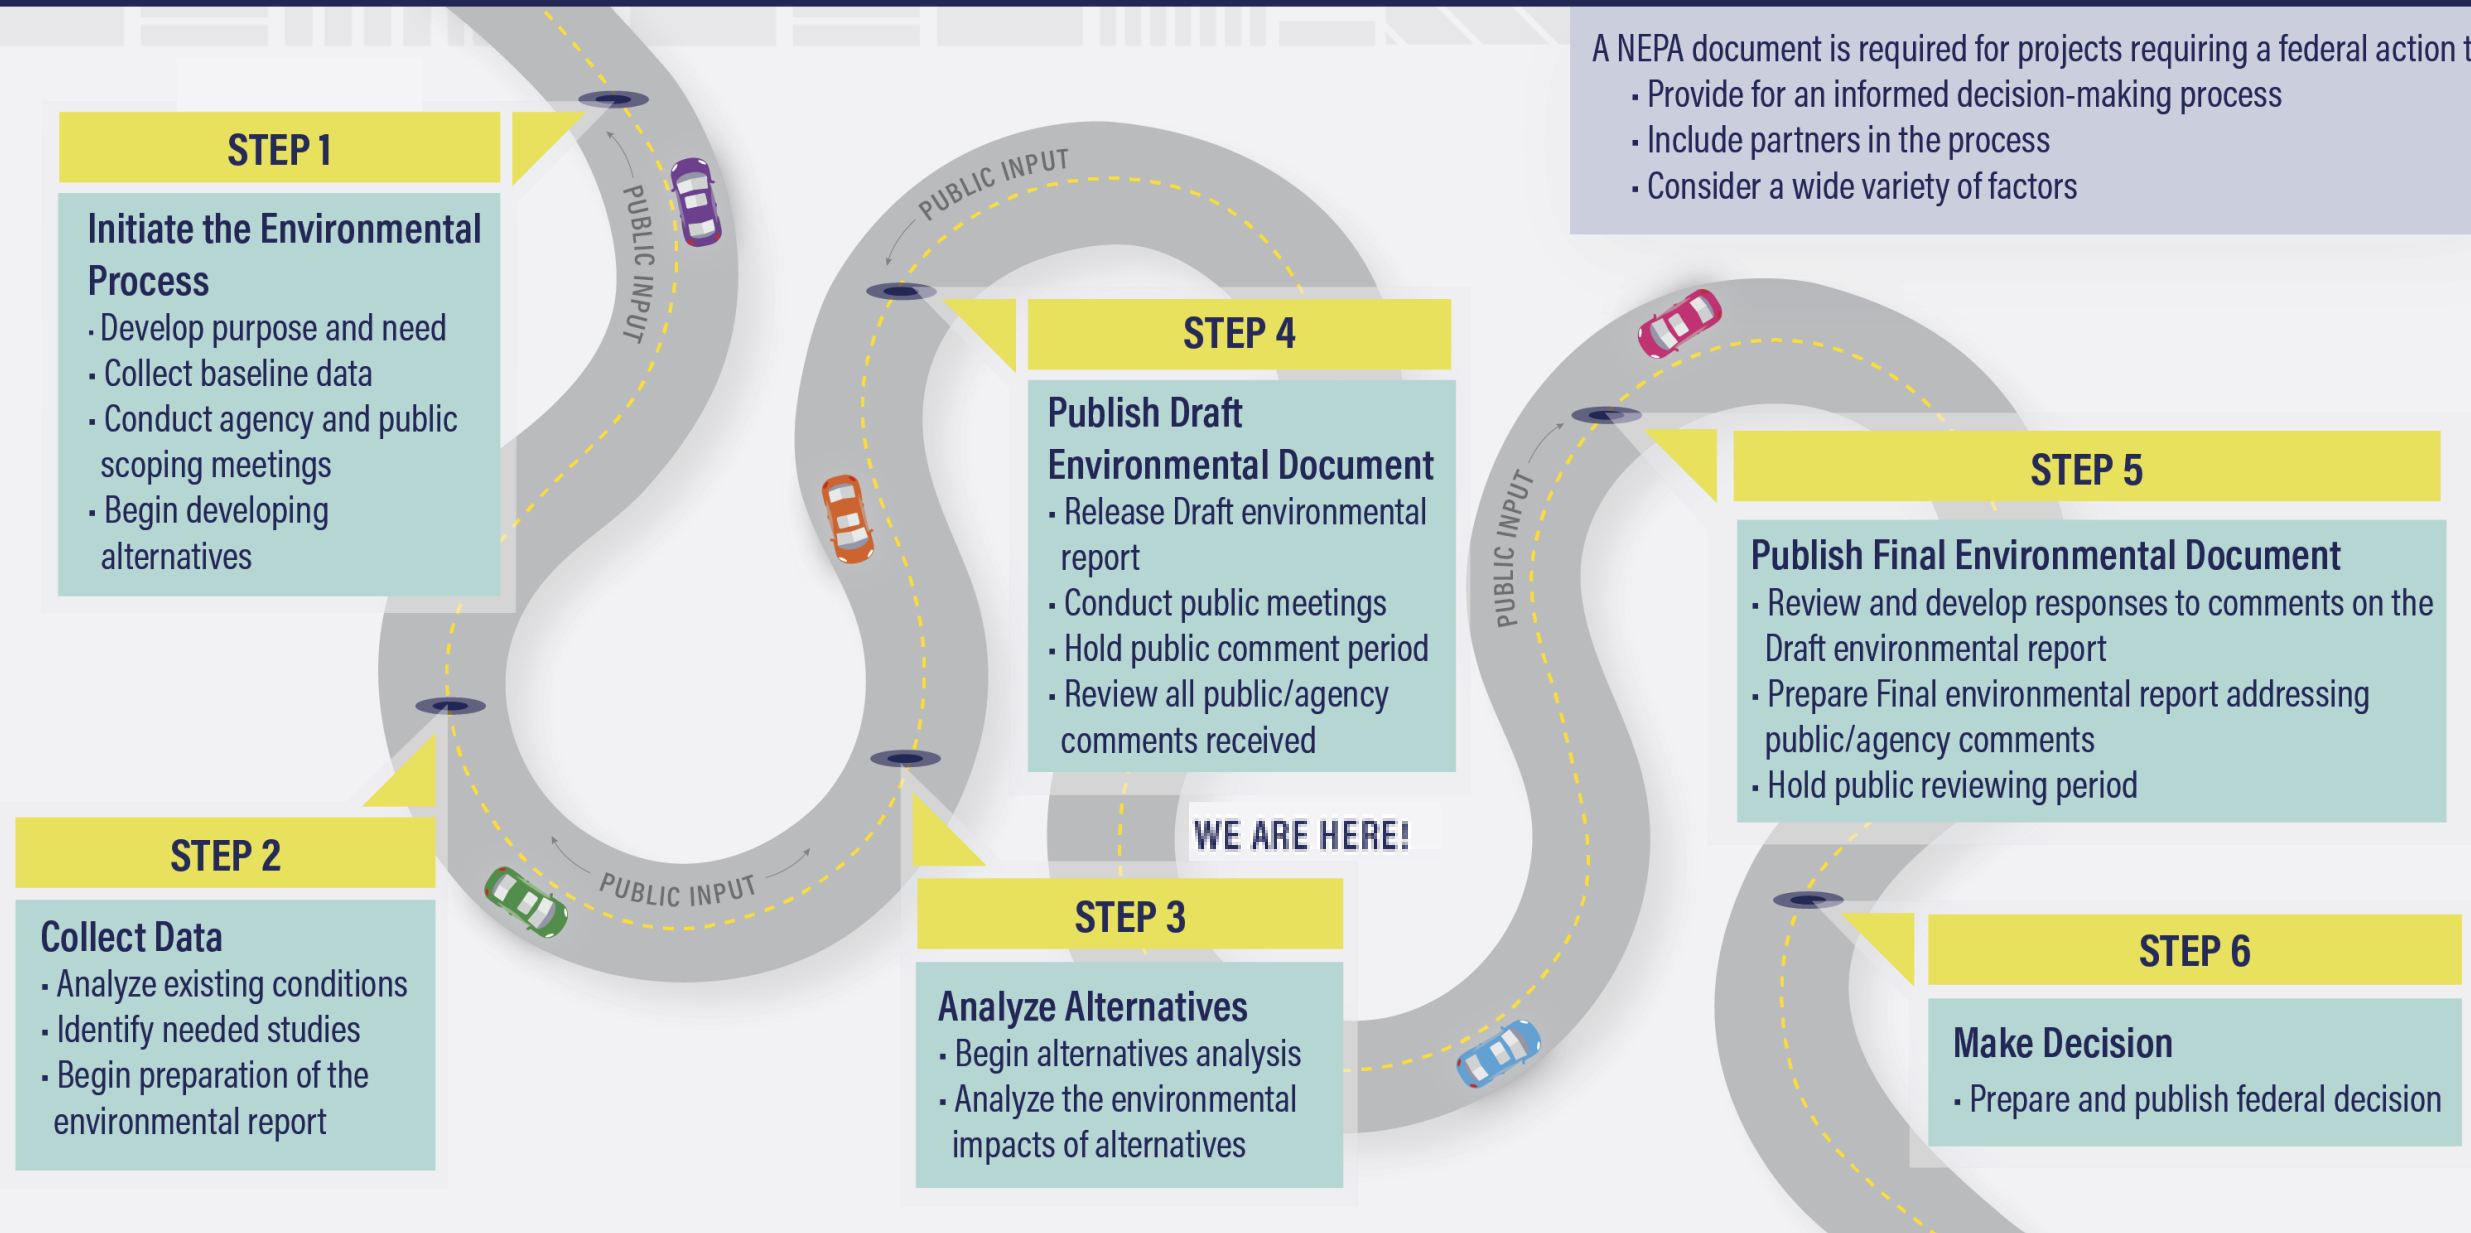 A NEPA document is required for projects requiring a federal action t
· Provide for an informed decision-making process
· Include partners in the process
· Consider a wide variety of factors
STEP 1
Initiate the Environmental
Process
· Develop purpose and need
· Collect baseline data
· Conduct agency and public
scoping meetings
· Begin developing
alternatives
PUBLIC INPUT
STEP 2
Collect Data
· Analyze existing conditions
· Identify needed studies
· Begin preparation of the
environmental report
PUBLIC INPUT
STEP 3
Analyze Alternatives
· Begin alternatives analysis
· Analyze the environmental
impacts of alternatives
WE ARE HERE!
PUBLIC INPUT
STEP 4
Publish Draft
Environmental Document
· Release Draft environmental
report
· Conduct public meetings
· Hold public comment period
· Review all public/agency
comments received
PUBLIC INPUT
STEP 5
Publish Final Environmental Document
· Review and develop responses to comments on the
Draft environmental report
· Prepare Final environmental report addressing
public/agency comments
· Hold public reviewing period
STEP 6
Make Decision
· Prepare and publish federal decision